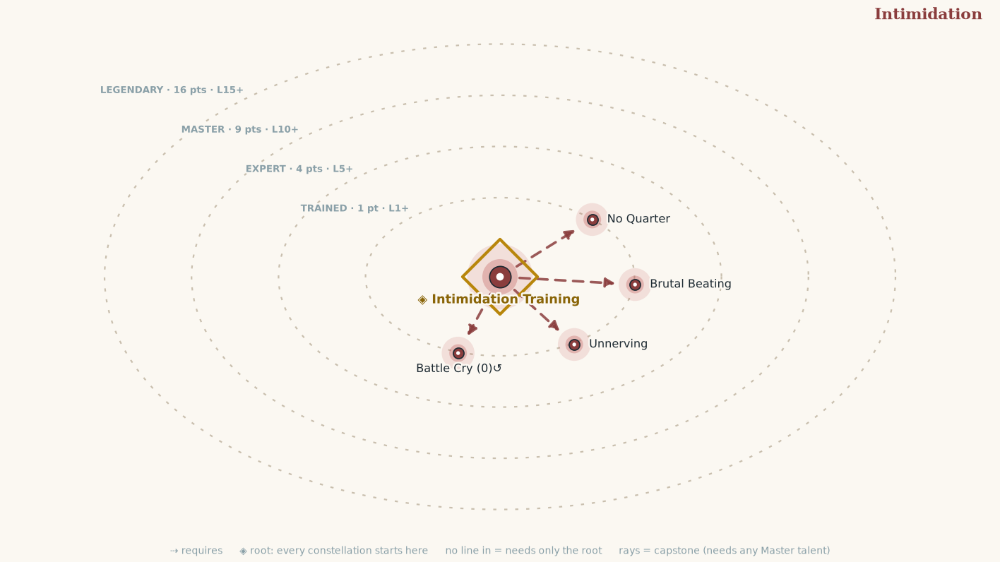 Intimidation
LEGENDARY · 16 pts · L15+
MASTER · 9 pts · L10+
EXPERT · 4 pts · L5+
TRAINED · 1 pt · L1+
No Quarter
Brutal Beating
◈ Intimidation Training
Unnerving
Battle Cry (0)↺
⇢ requires ◈ root: every constellation starts here no line in = needs only the root rays = capstone (needs any Master talent)